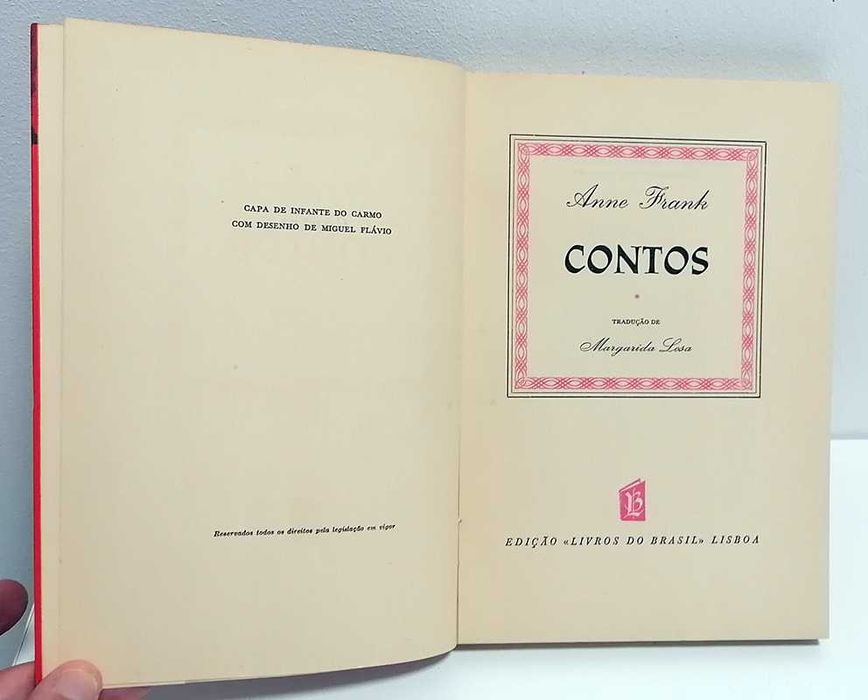 CAPA DE INFANTE DO CARMO
COM DESENHO DE MIGUEL FLÁVIO
Reservados todos os direitos pela legislação em vigor
Anne Frank
CONTOS
TRADUÇÃO DE
Margarida Losa
LB
EDIÇÃO «LIVROS DO BRASIL» LISBOA